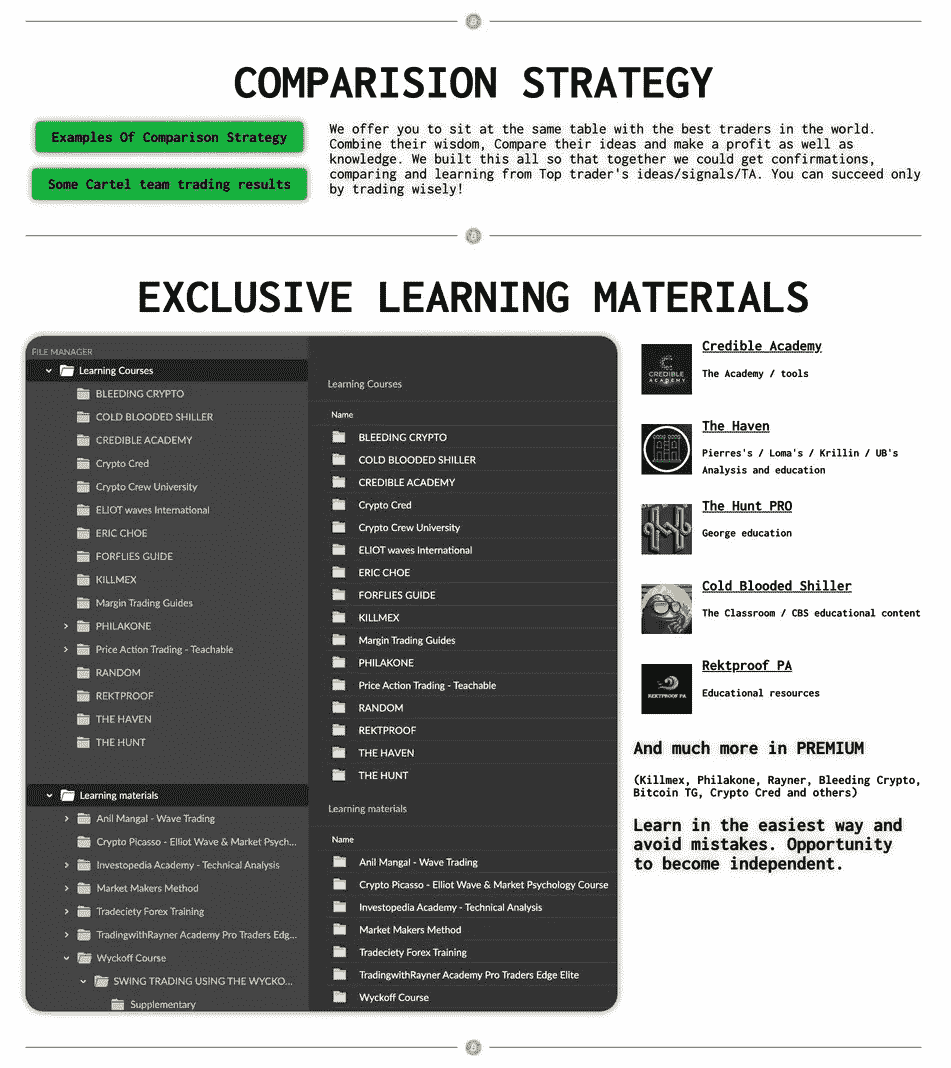 COMPARISION STRATEGY
Examples Of Comparison Strategy
Some Cartel team trading results
We offer you to sit at the same table with the best traders in the world.
Combine their wisdom, Compare their ideas and make a profit as well as
knowledge. We built this all so that together we could get confirmations,
comparing and learning from Top trader's ideas/signals/TA. You can succeed only
by trading wisely!
EXCLUSIVE LEARNING MATERIALS
FILE MANAGER
Learning Courses
BLEEDING CRYPTO
COLD BLOODED SHILLER
CREDIBLE ACADEMY
Crypto Cred
Crypto Crew University
ELIOT waves International
ERIC CHOE
FORFLIES GUIDE
KILLMEX
Margin Trading Guides
PHILAKONE
Price Action Trading - Teachable
RANDOM
REKTPROOF
THE HAVEN
THE HUNT
Learning materials
Anil Mangal - Wave Trading
Crypto Picasso - Elliot Wave & Market Psych...
Investopedia Academy - Technical Analysis
Market Makers Method
Tradeciety Forex Training
TradingwithRayner Academy Pro Traders Edg...
Wyckoff Course
SWING TRADING USING THE WYCKO...
Supplementary
Learning Courses
Name
BLEEDING CRYPTO
COLD BLOODED SHILLER
CREDIBLE ACADEMY
Crypto Cred
Crypto Crew University
ELIOT waves International
ERIC CHOE
FORFLIES GUIDE
KILLMEX
Margin Trading Guides
PHILAKONE
Price Action Trading - Teachable
RANDOM
REKTPROOF
THE HAVEN
THE HUNT
Learning materials
Name
Anil Mangal - Wave Trading
Crypto Picasso - Elliot Wave & Market Psychology Course
Investopedia Academy - Technical Analysis
Market Makers Method
Tradeciety Forex Training
TradingwithRayner Academy Pro Traders Edge Elite
Wyckoff Course
CREDIBLE
ACADEMY
Credible Academy
The Academy / tools
The Haven
Pierres's / Loma's / Krillin / UB's
Analysis and education
The Hunt PRO
George education
Cold Blooded Shiller
The Classroom / CBS educational content
REKTPROOF PA
Rektproof PA
Educational resources
And much more in PREMIUM
(Killmex, Philakone, Rayner, Bleeding Crypto,
Bitcoin TG, Crypto Cred and others)
Learn in the easiest way and
avoid mistakes. Opportunity
to become independent.